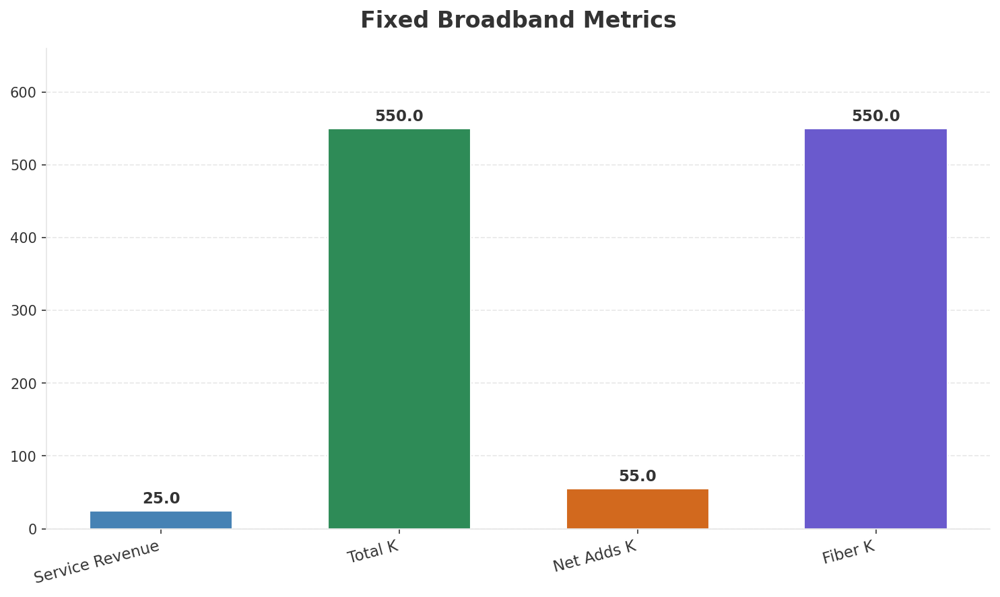 Fixed Broadband Metrics
600
500
400
300
200
100
0
25.0
550.0
55.0
550.0
Service Revenue
Total K
Net Adds K
Fiber K